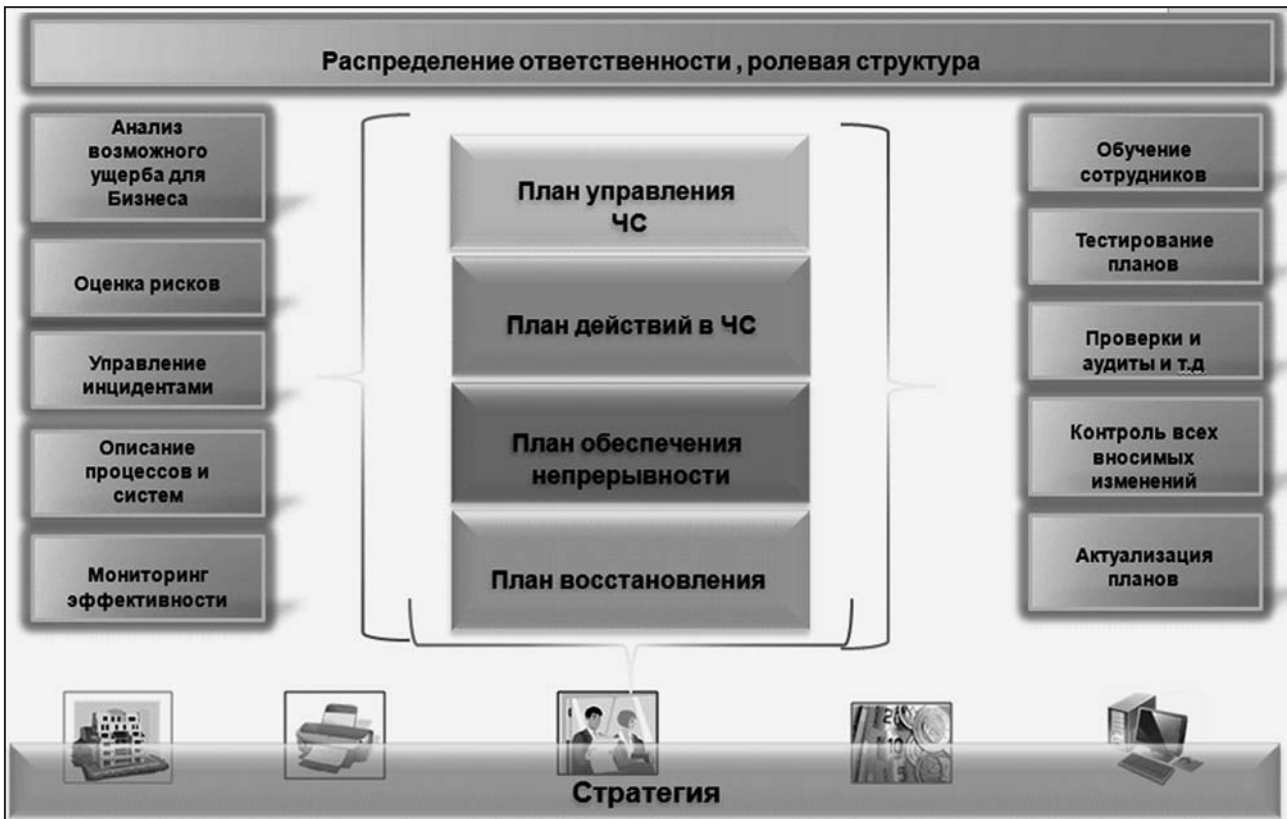 Распределение ответственности , ролевая структура
Анализ
возможного
ущерба для
Бизнеса
Оценка рисков
Управление
инцидентами
Описание
процессов и
систем
Мониторинг
эффективности
План управления
ЧС
План действий в ЧС
План обеспечения
непрерывности
План восстановления
Обучение
сотрудников
Тестирование
планов
Проверки и
аудиты и т.д
Контроль всех
вносимых
изменений
Актуализация
планов
Стратегия